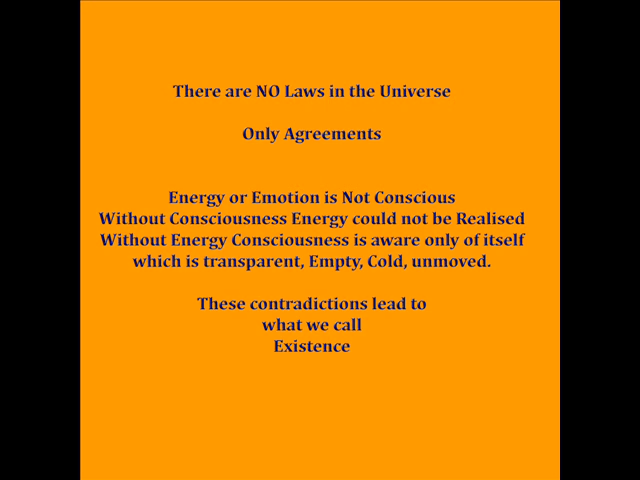 There are NO Laws in the Universe
Only Agreements
Energy or Emotion is Not Conscious
Without Consciousness Energy could not be Realised
Without Energy Consciousness is aware only of itself
which is transparent, Empty, Cold, unmoved.
These contradictions lead to
what we call
Existence